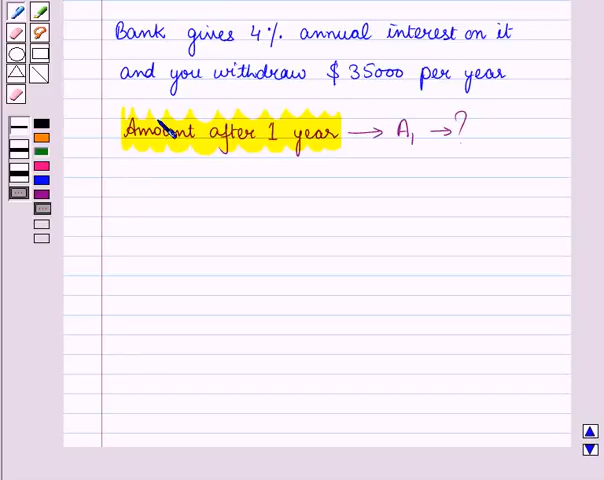 Bank gives 4% annual interest on it
and you withdraw $ 35000 per year
Amount after 1 year → A₁ → ?